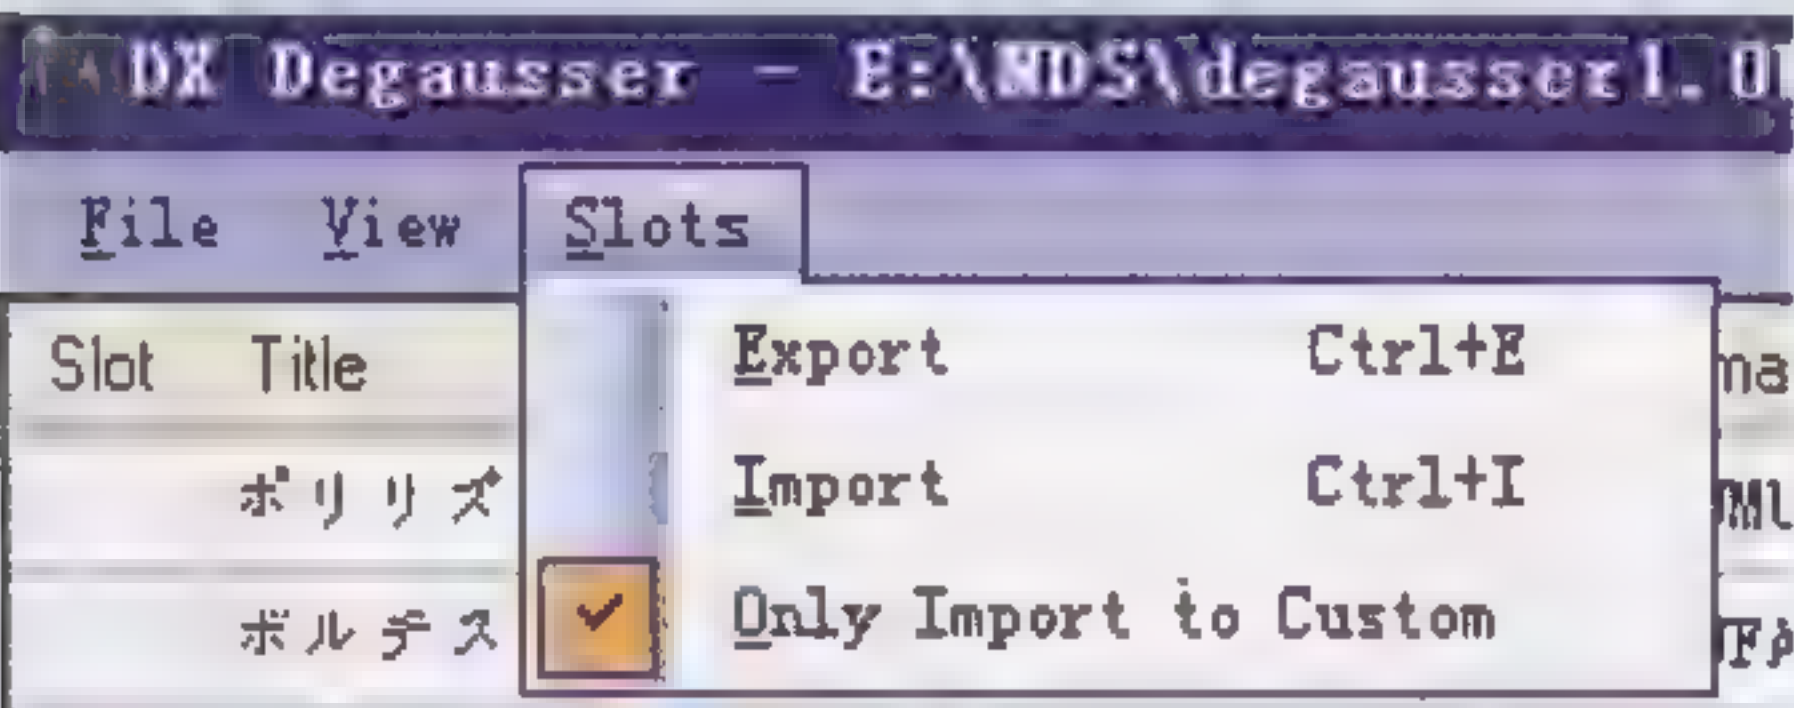 DX Degausser - E:\NDS\degausser1.0
File View Slots
Slot Title
Export Ctrl+E
ポリリズ
Import Ctrl+I
ボルテス
Only Import to Custom